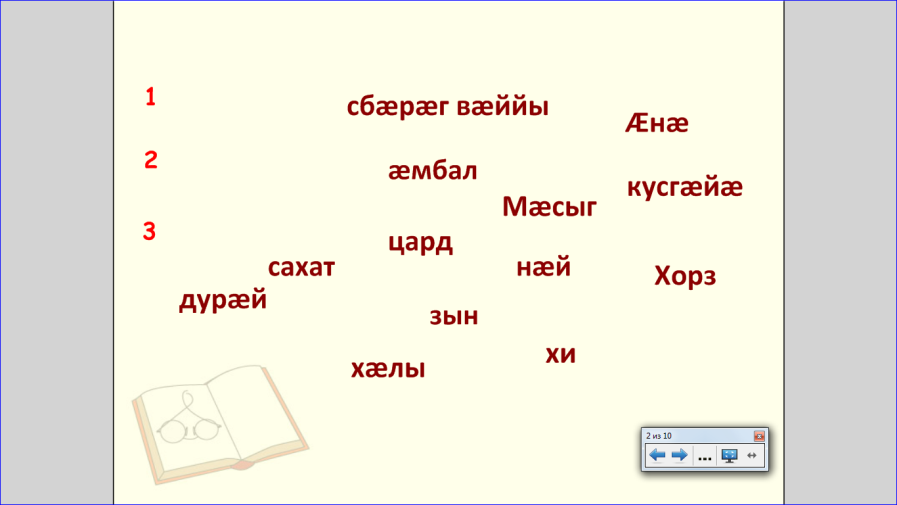 1
сбæрæг вæййы
Æнæ
2
æмбал
кусгæйæ
Мæсыг
3
цард
сахат
нæй
Хорз
дурæй
зын
хи
хæлы
2 из 10
...